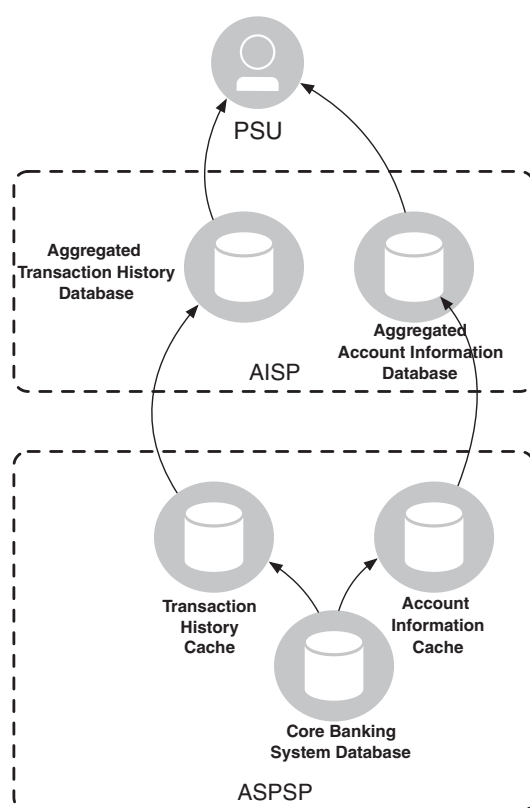 PSU
Aggregated
Transaction History
Database
Aggregated
Account Information
Database
AISP
Transaction
History
Cache
Account
Information
Cache
Core Banking
System Database
ASPSP